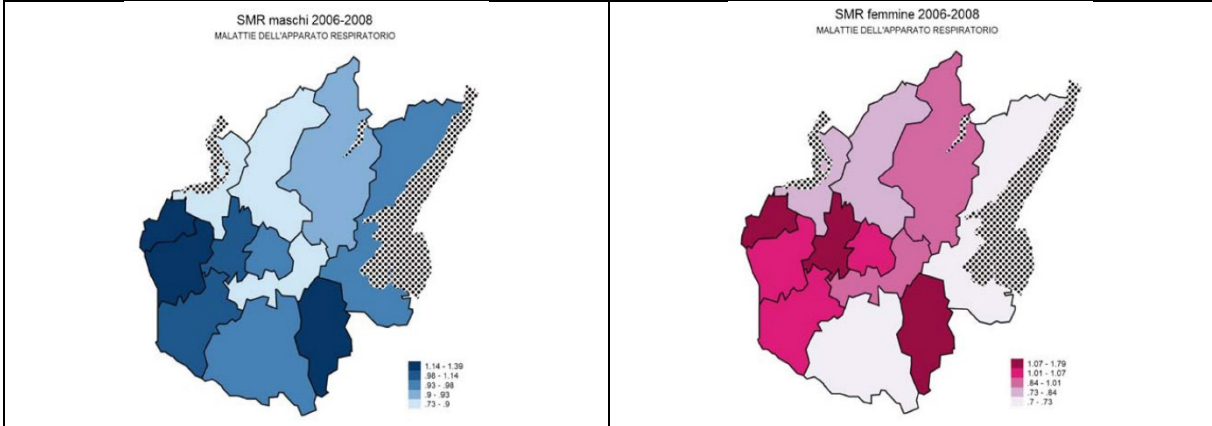 SMR maschi 2006-2008
MALATTIE DELL'APPARATO RESPIRATORIO
1.14 - 1.39
.98 - 1.14
.93 - .98
.9 - .93
.73 - .9
SMR femmine 2006-2008
MALATTIE DELL'APPARATO RESPIRATORIO
1.07 - 1.79
1.01 - 1.07
.84 - 1.01
.73 - .84
.7 - .73